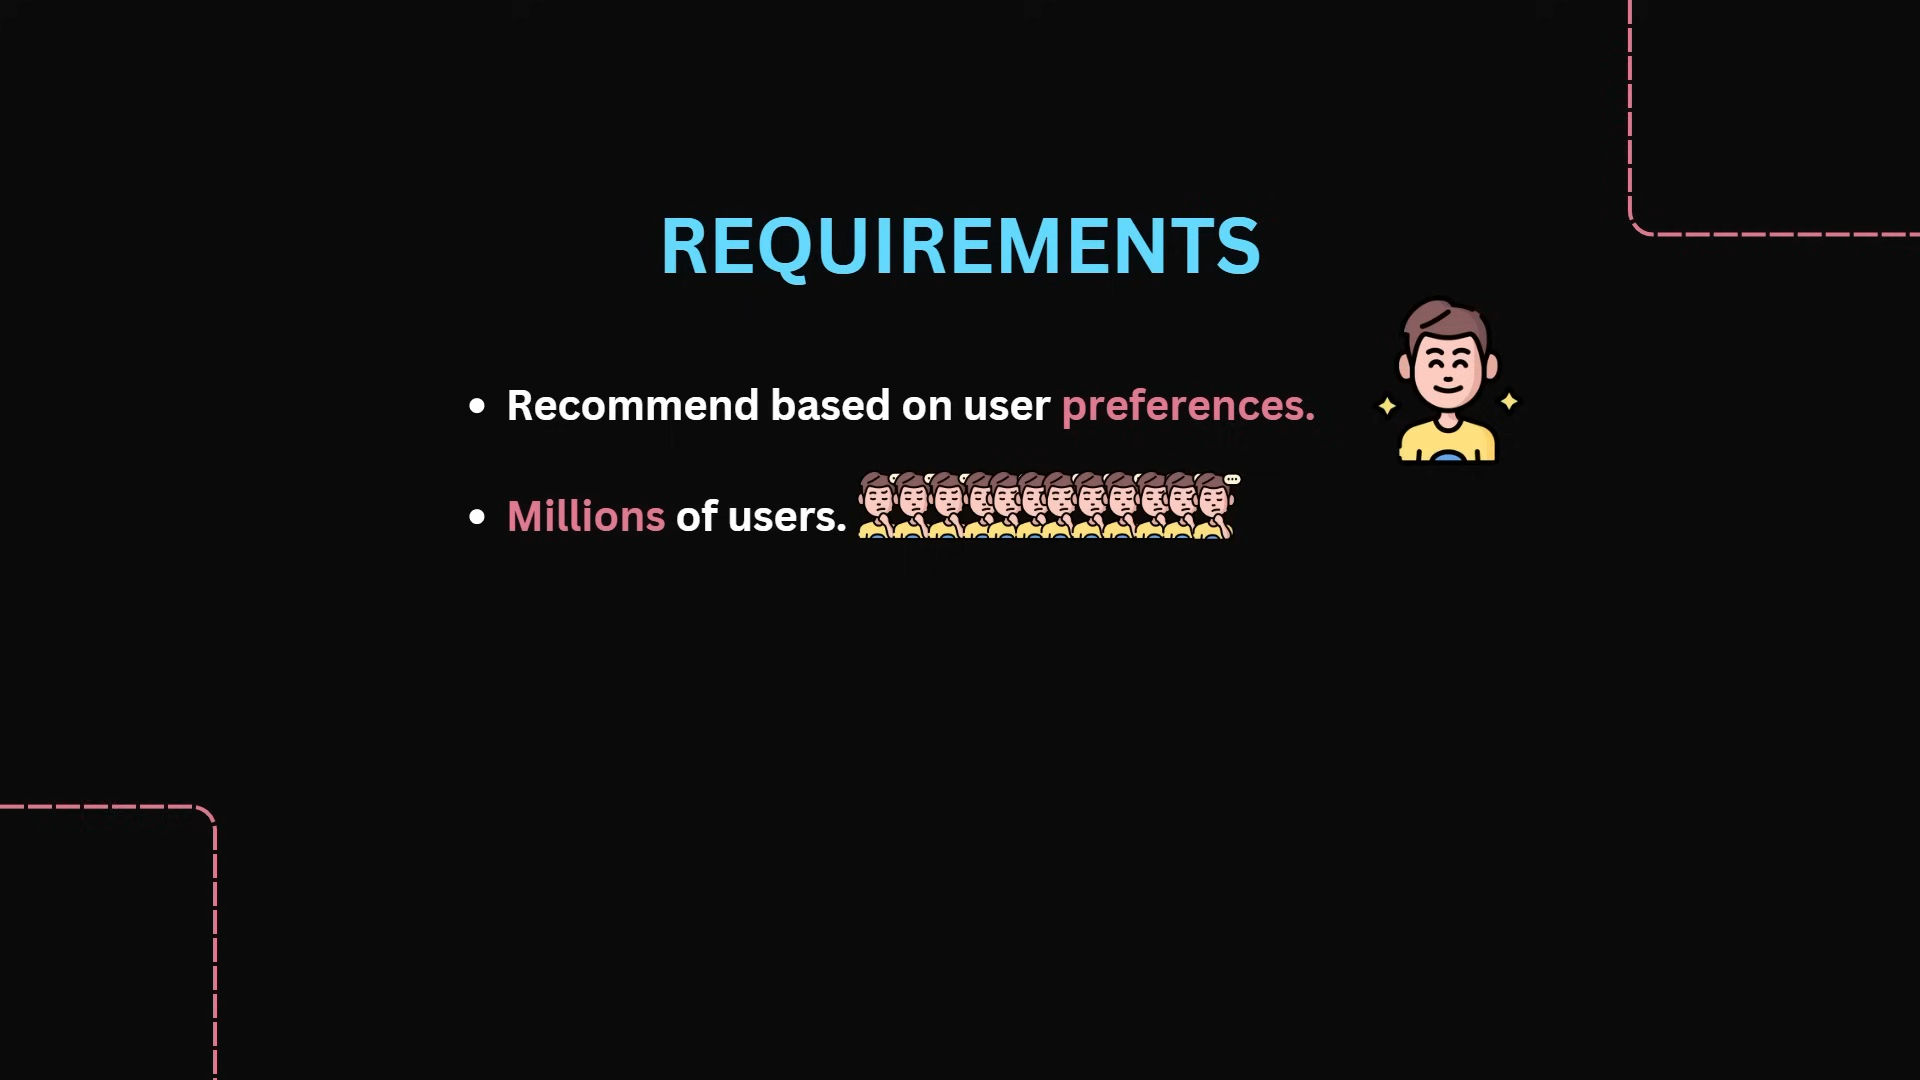 REQUIREMENTS
• Recommend based on user preferences.
• Millions of users.